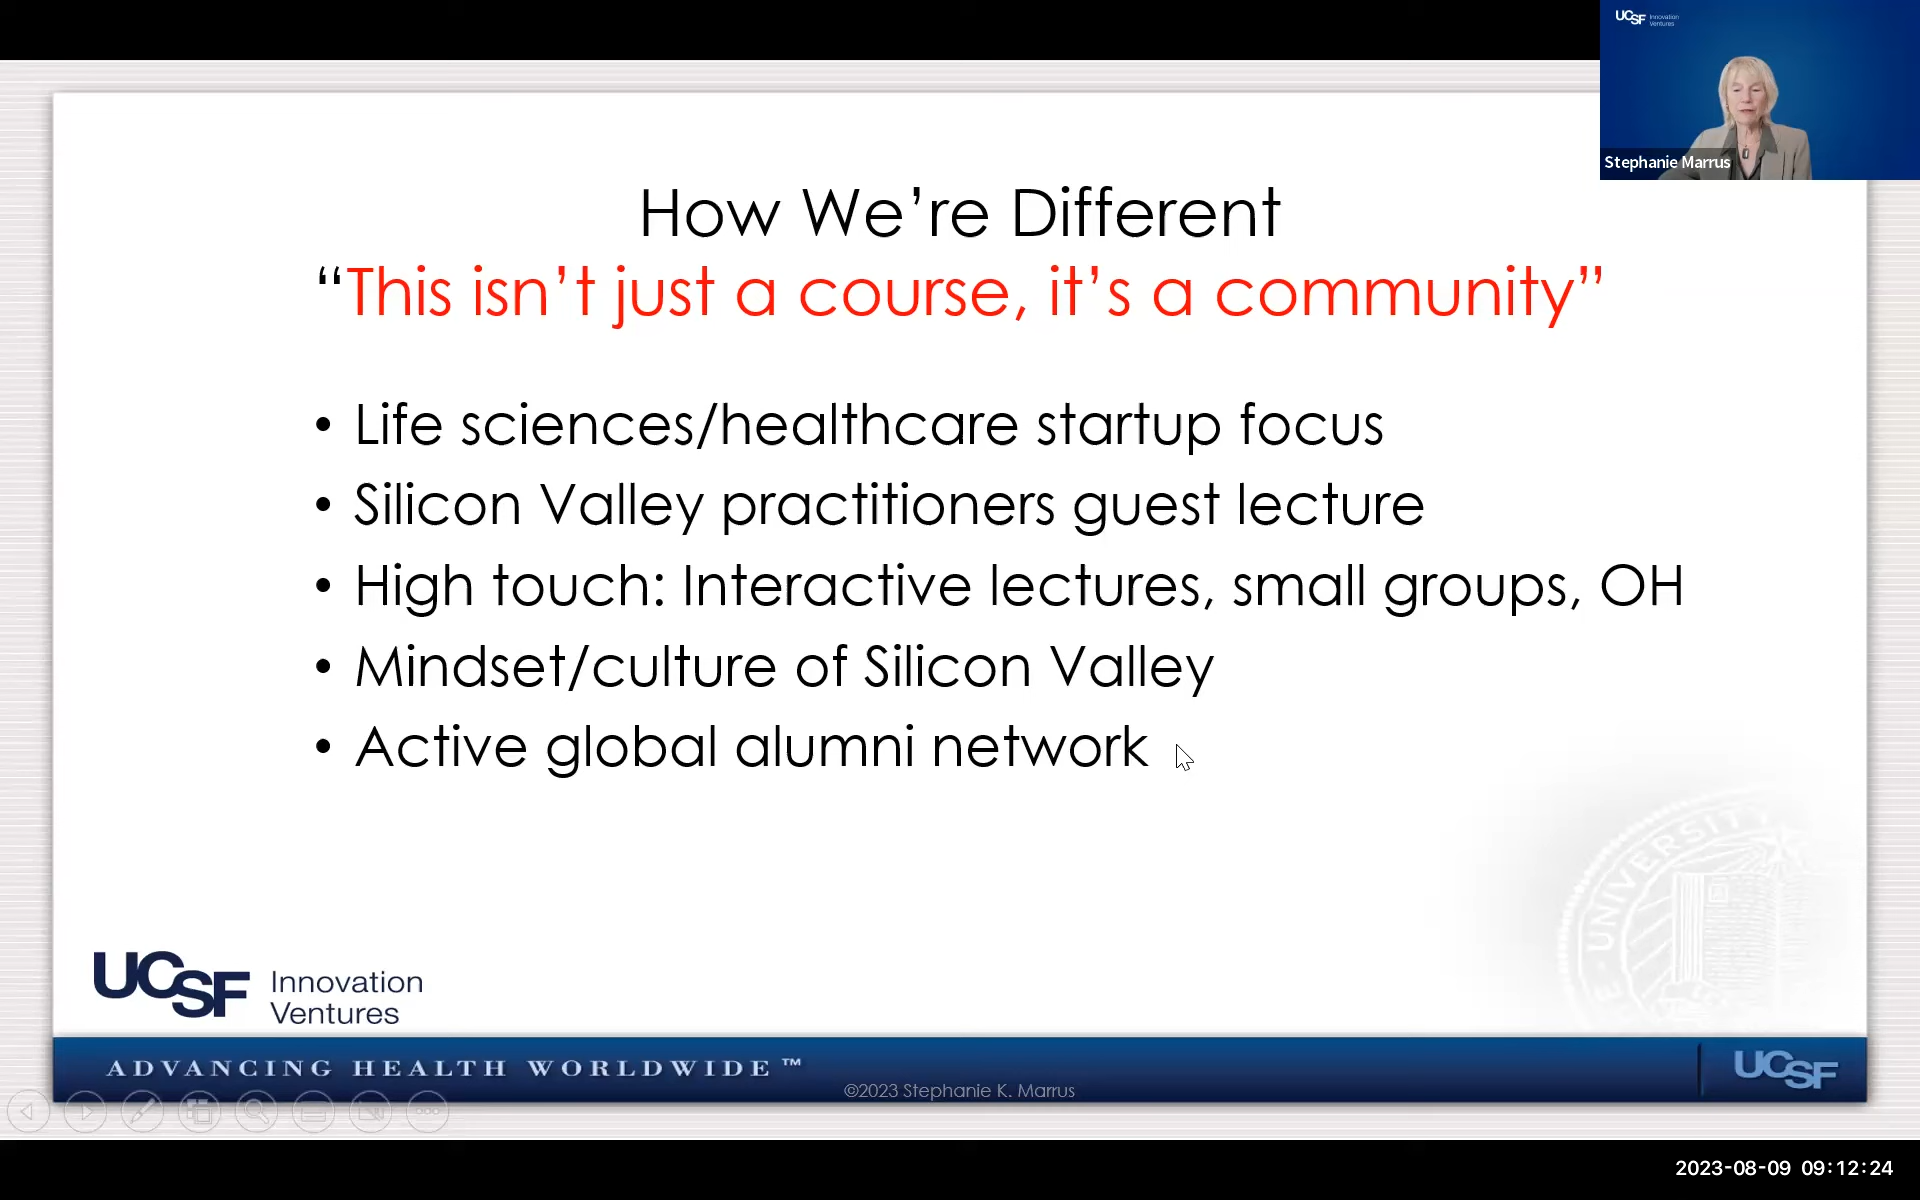 UCSF Innovation
Ventures
Stephanie Marrus
How We’re Different
“This isn’t just a course, it’s a community”
• Life sciences/healthcare startup focus
• Silicon Valley practitioners guest lecture
• High touch: Interactive lectures, small groups, OH
• Mindset/culture of Silicon Valley
• Active global alumni network
UNIVERSITY
UCSF Innovation
Ventures
ADVANCING HEALTH WORLDWIDE™
UCSF
©2023 Stephanie K. Marrus
2023-08-09 09:12:24